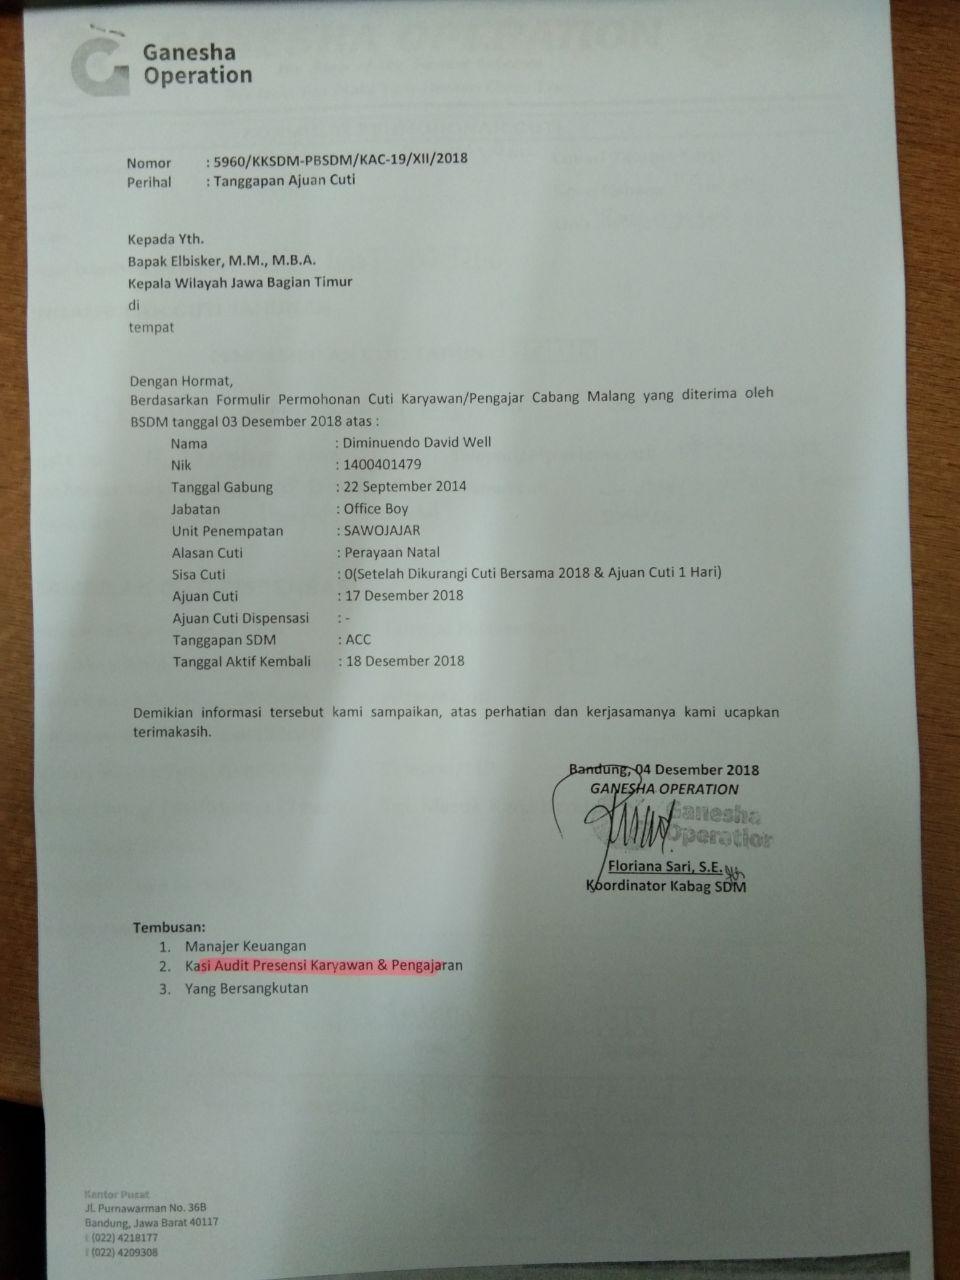 Ganesha
Operation
Nomor : 5960/KKSDM-PBSDM/KAC-19/XII/2018
Perihal : Tanggapan Ajuan Cuti
Kepada Yth.
Bapak Elbisker, M.M., M.B.A.
Kepala Wilayah Jawa Bagian Timur
di
tempat
Dengan Hormat,
Berdasarkan Formulir Permohonan Cuti Karyawan/Pengajar Cabang Malang yang diterima oleh
BSDM tanggal 03 Desember 2018 atas :
Nama : Diminuendo David Well
Nik : 1400401479
Tanggal Gabung : 22 September 2014
Jabatan : Office Boy
Unit Penempatan : SAWOJAJAR
Alasan Cuti : Perayaan Natal
Sisa Cuti : 0(Setelah Dikurangi Cuti Bersama 2018 & Ajuan Cuti 1 Hari)
Ajuan Cuti : 17 Desember 2018
Ajuan Cuti Dispensasi : -
Tanggapan SDM : ACC
Tanggal Aktif Kembali : 18 Desember 2018
Demikian informasi tersebut kami sampaikan, atas perhatian dan kerjasamanya kami ucapkan
terimakasih.
Bandung, 04 Desember 2018
GANESHA OPERATION
Ganesha
Operation
Floriana Sari, S.E.
Koordinator Kabag SDM
Tembusan:
1. Manajer Keuangan
2. Kasi Audit Presensi Karyawan & Pengajaran
3. Yang Bersangkutan
Kantor Pusat
Jl. Purnawarman No. 36B
Bandung, Jawa Barat 40117
t (022) 4218177
f (022) 4209308